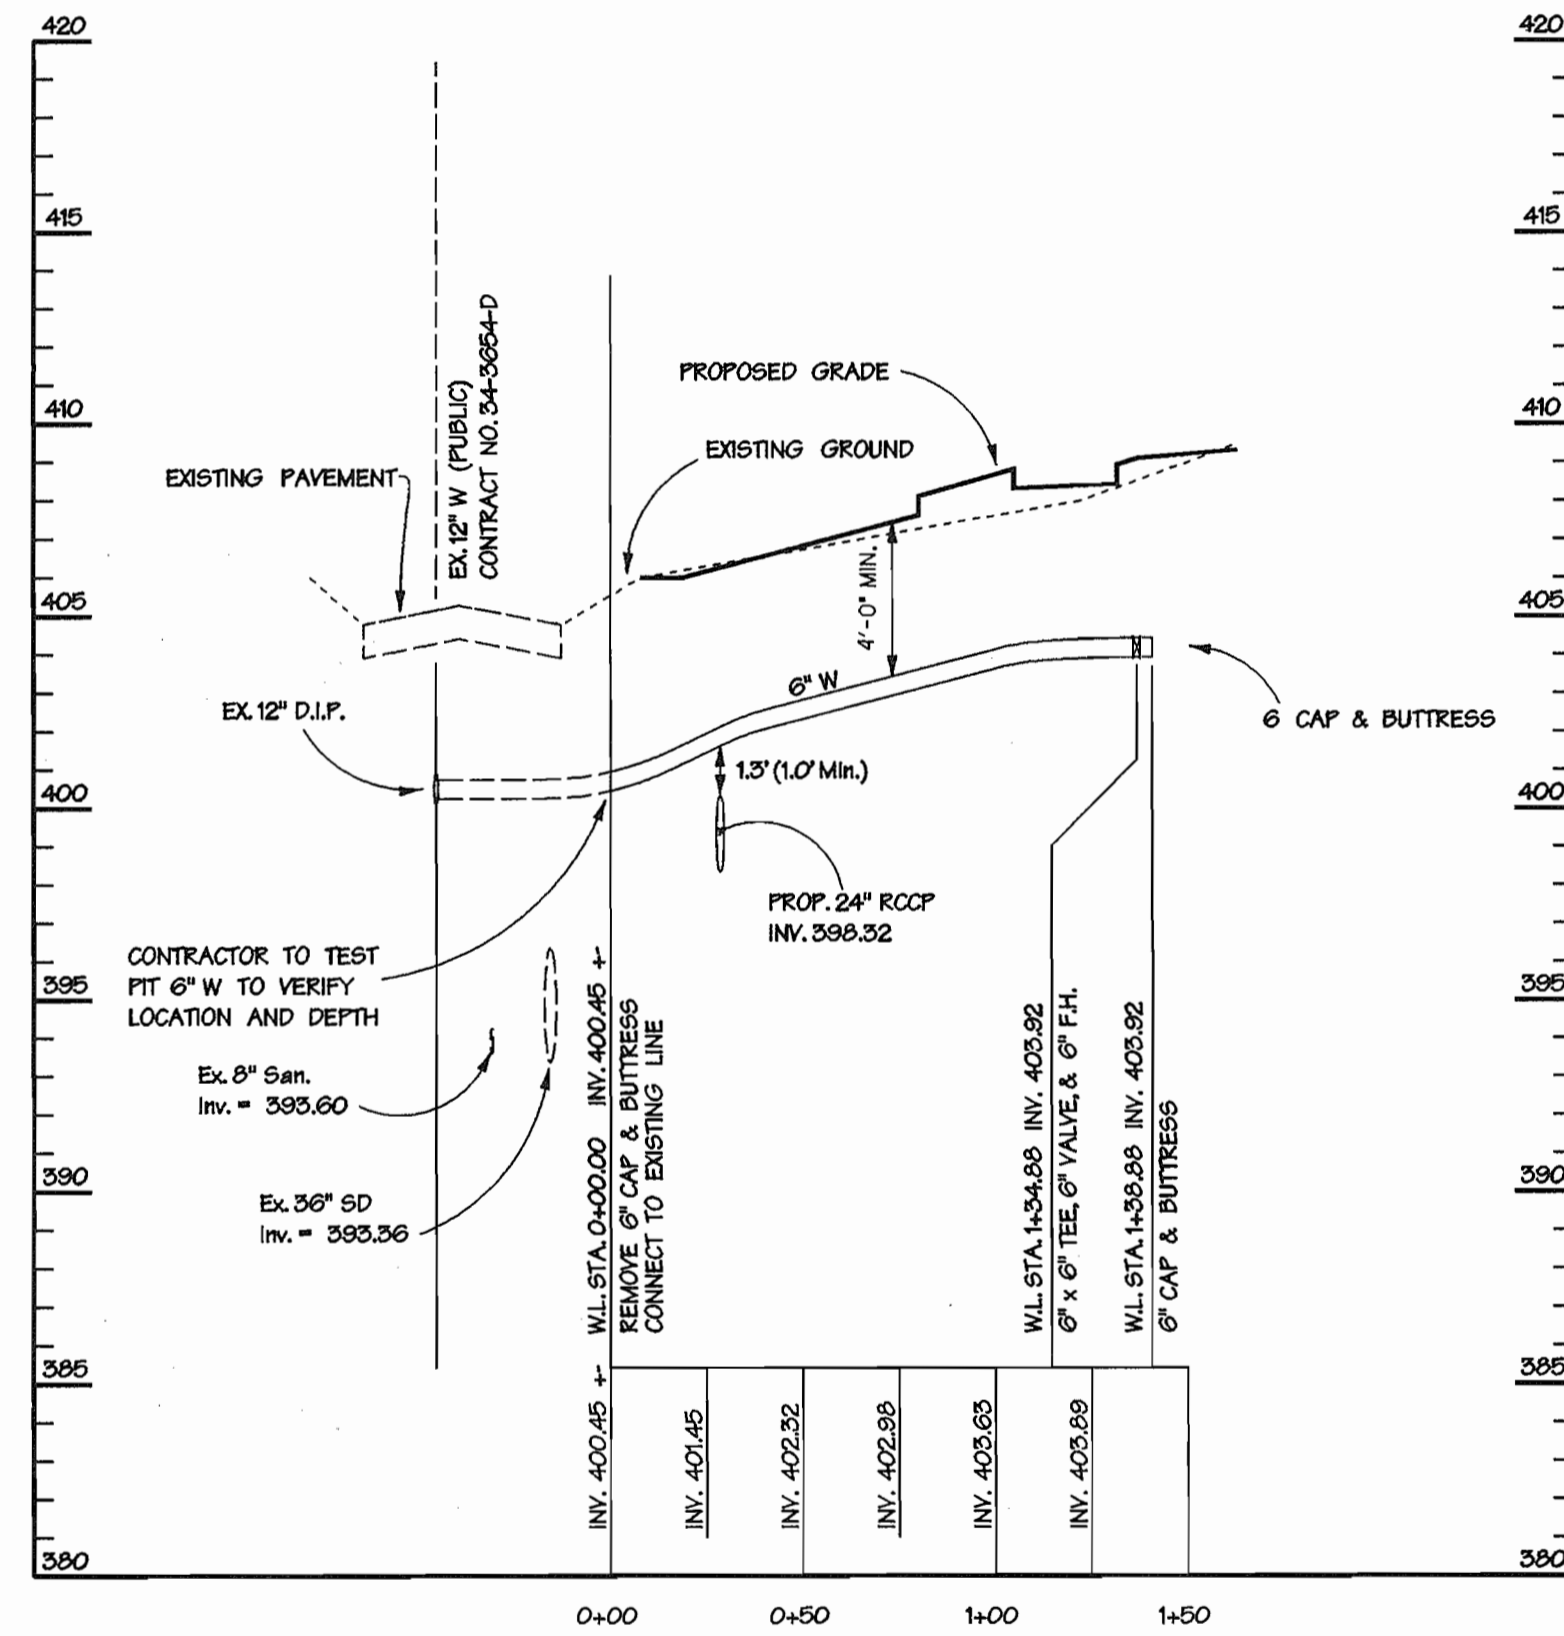 420
415
410
405
400
395
390
385
380
420
415
410
405
400
395
390
385
380
EX. 12" W (PUBLIC)
CONTRACT NO. 34-3654-D
PROPOSED GRADE
EXISTING GROUND
EXISTING PAVEMENT
4'-0" MIN.
6" W
EX. 12" D.I.P.
6 CAP & BUTTRESS
1.3' (1.0' Min.)
PROP. 24" RCCP
INV. 398.32
CONTRACTOR TO TEST
PIT 6" W TO VERIFY
LOCATION AND DEPTH
Ex. 8" San.
Inv. = 393.60
Ex. 36" SD
Inv. = 393.36
W.L. STA. 0+00.00 INV. 400.45 +-
REMOVE 6" CAP & BUTTRESS
CONNECT TO EXISTING LINE
W.L. STA. 1+34.88 INV. 403.92
6" x 6" TEE, 6" VALVE, & 6" F.H.
W.L. STA. 1+38.88 INV. 403.92
6" CAP & BUTTRESS
INV. 400.45 +-
INV. 401.45
INV. 402.32
INV. 402.98
INV. 403.63
INV. 403.89
0+00
0+50
1+00
1+50